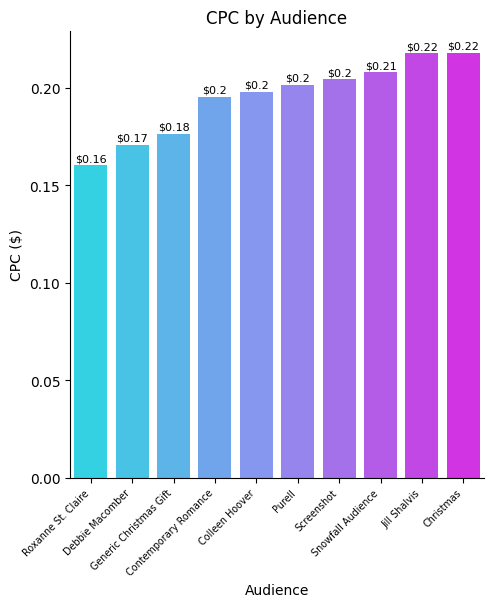 CPC by Audience
$0.16
$0.17
$0.18
$0.2
$0.2
$0.2
$0.2
$0.21
$0.22
$0.22
CPC ($)
0.20
0.15
0.10
0.05
0.00
Roxanne St. Claire
Debbie Macomber
Generic Christmas Gift
Contemporary Romance
Colleen Hoover
Purell
Screenshot
Snowfall Audience
Jill Shalvis
Christmas
Audience